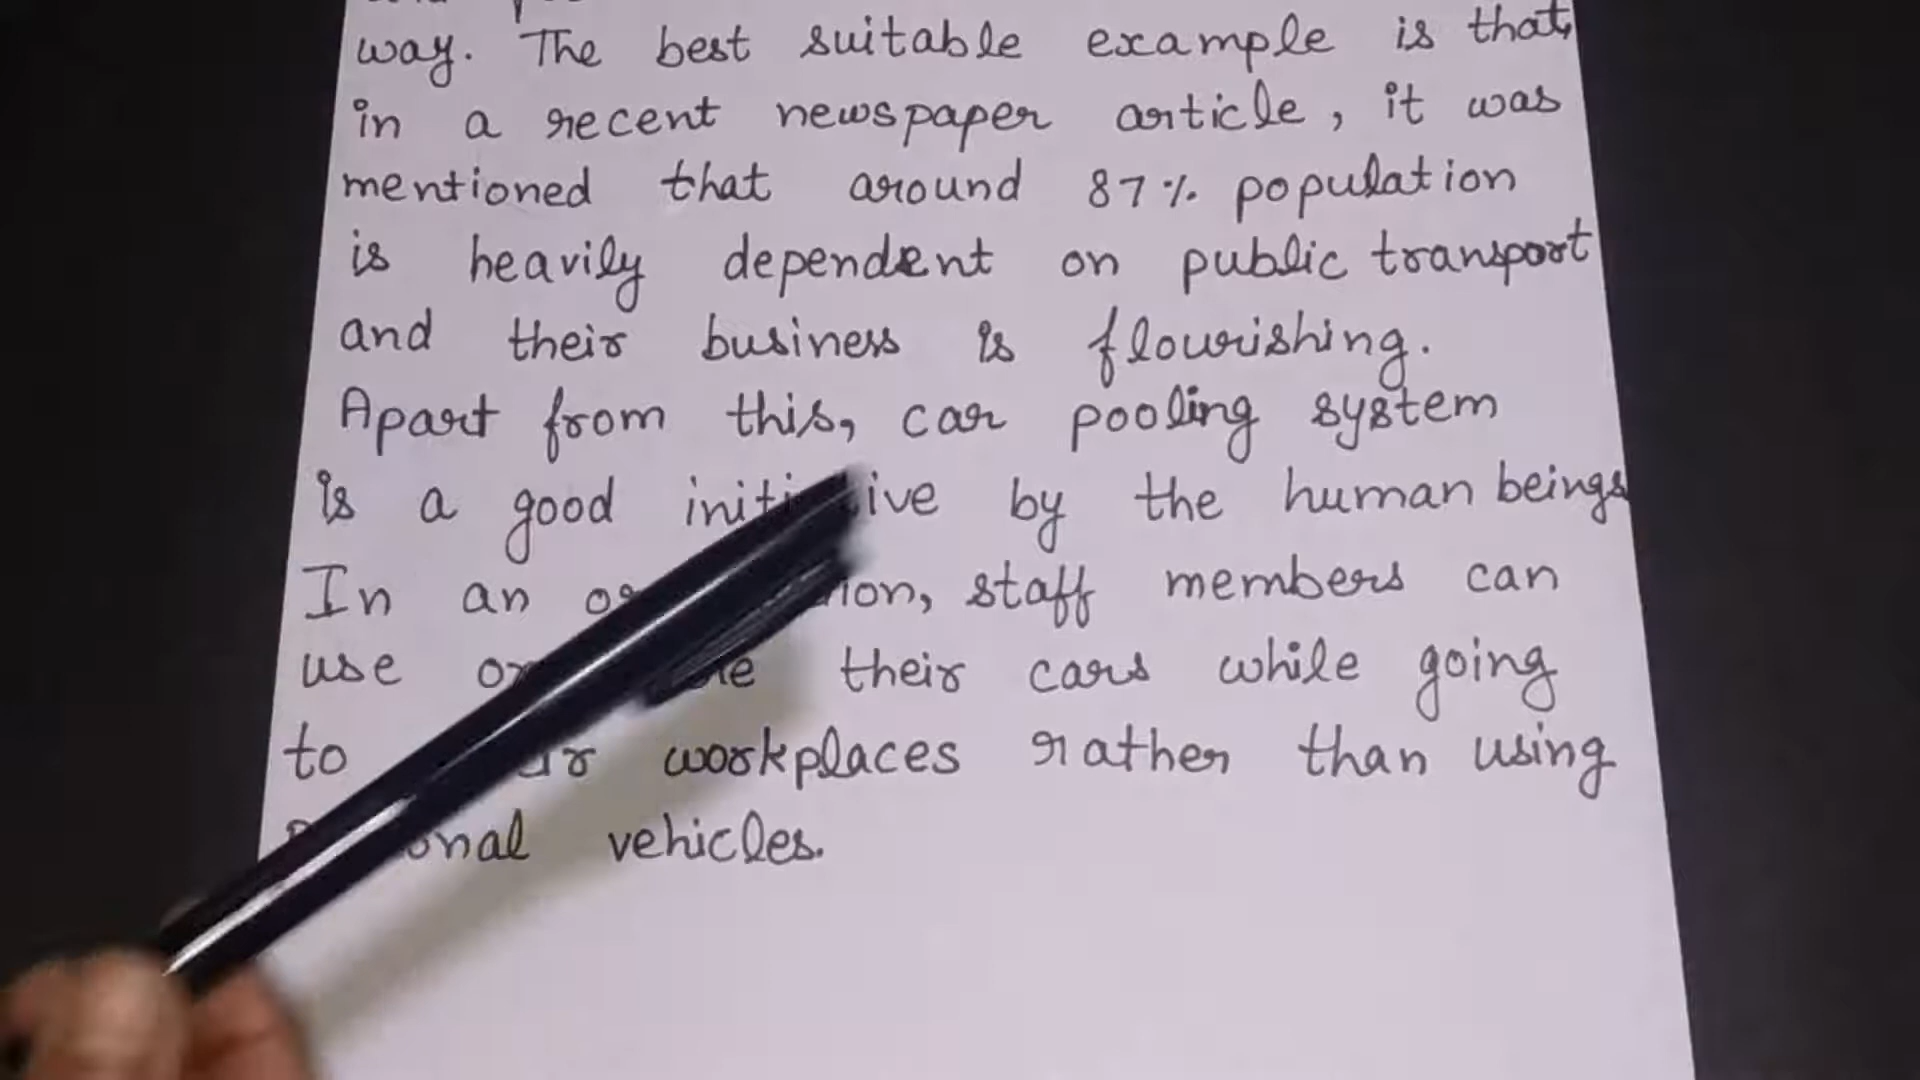 way. The best suitable example is that,
in a recent newspaper article, it was
mentioned that around 87% population
is heavily dependent on public transport
and their business is flourishing.
Apart from this, car pooling system
is a good initiative by the human beings
In an staff members can
use their cars while going
to workplaces rather than using
vehicles.